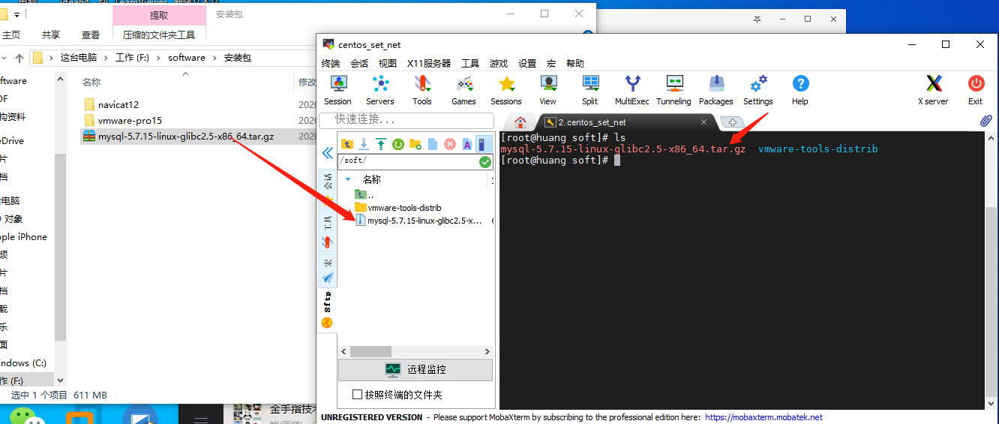 提取
安装包
主页
共享
查看
压缩的文件夹工具
这台电脑
工作 (F:)
software
安装包
名称
修改
navicat12
2020
vmware-pro15
2020
mysql-5.7.15-linux-glibc2.5-x86_64.tar.gz
2020
ftware
构资料
eDrive
片
档
台电脑
对象
ple iPhone
频
片
档
载
乐
面
indows (C:)
作 (F:)
选中 1 个项目 611 MB
金手指技术
centos_set_net
终端 会话 视图 X11服务器 工具 游戏 设置 宏 帮助
Session Servers Tools Games Sessions View Split MultiExec Tunneling Packages Settings Help X server Exit
快速连接...
2. centos_set_net
/soft/
名称
..
vmware-tools-distrib
mysql-5.7.15-linux-glibc2.5-x...
会话
工具
宏
Sftp
远程监控
按照终端的文件夹
[root@huang soft]# ls
mysql-5.7.15-linux-glibc2.5-x86_64.tar.gz vmware-tools-distrib
[root@huang soft]#
UNREGISTERED VERSION - Please support MobaXterm by subscribing to the professional edition here: https://mobaxterm.mobatek.net